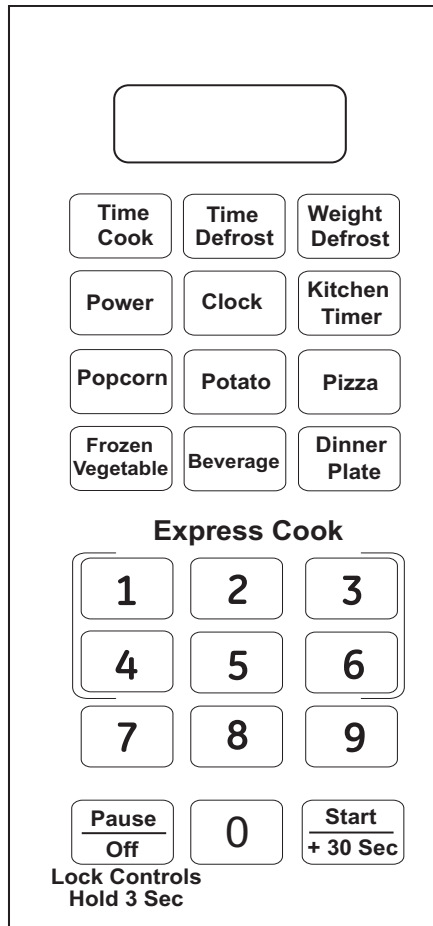 Time Cook
Time Defrost
Weight Defrost
Power
Clock
Kitchen Timer
Popcorn
Potato
Pizza
Frozen Vegetable
Beverage
Dinner Plate
Express Cook
1 2 3
4 5 6
7 8 9
Pause
Off
0
Start
+ 30 Sec
Lock Controls
Hold 3 Sec